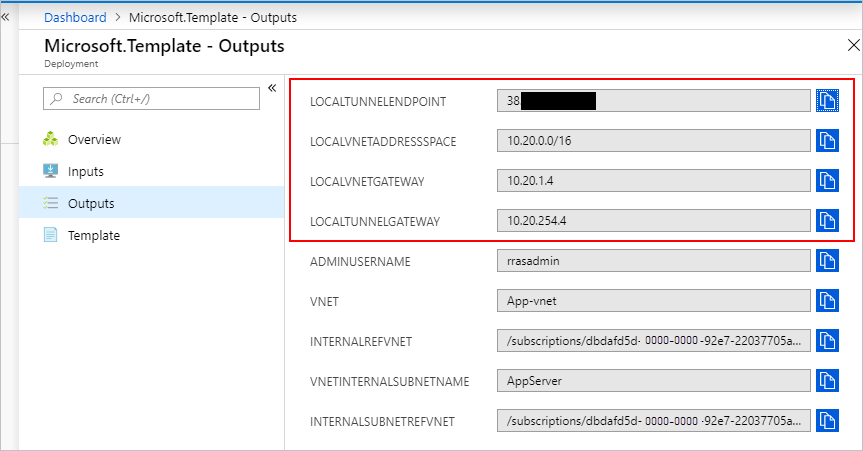 «
Dashboard > Microsoft.Template - Outputs
Microsoft.Template - Outputs
Deployment
Search (Ctrl+/)
«
Overview
Inputs
Outputs
Template
LOCALTUNNELENDPOINT 38.
LOCALVNETADDRESSSPACE 10.20.0.0/16
LOCALVNETGATEWAY 10.20.1.4
LOCALTUNNELGATEWAY 10.20.254.4
ADMINUSERNAME rrasadmin
VNET App-vnet
INTERNALREFVNET /subscriptions/dbdafd5d-0000-0000-92e7-22037705a...
VNETINTERNALSUBNETNAME AppServer
INTERNALSUBNETREFVNET /subscriptions/dbdafd5d-0000-0000-92e7-22037705a...